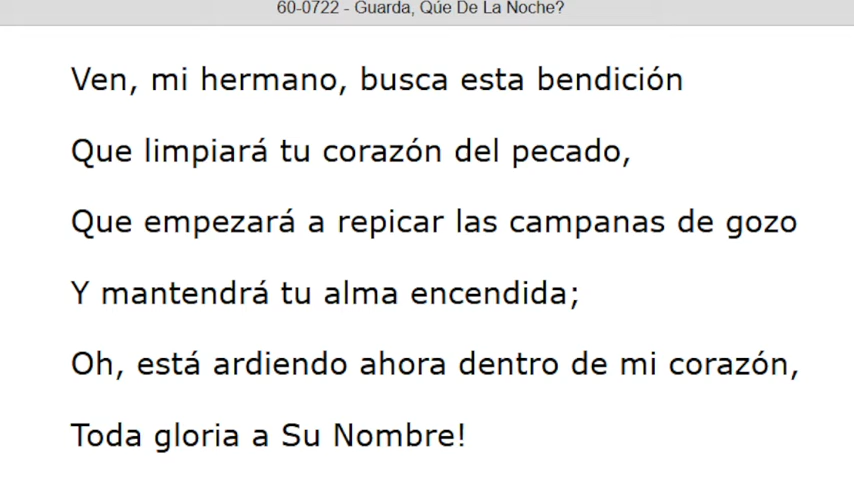 60-0722 - Guarda, Qúe De La Noche?
Ven, mi hermano, busca esta bendición
Que limpiará tu corazón del pecado,
Que empezará a repicar las campanas de gozo
Y mantendrá tu alma encendida;
Oh, está ardiendo ahora dentro de mi corazón,
Toda gloria a Su Nombre!